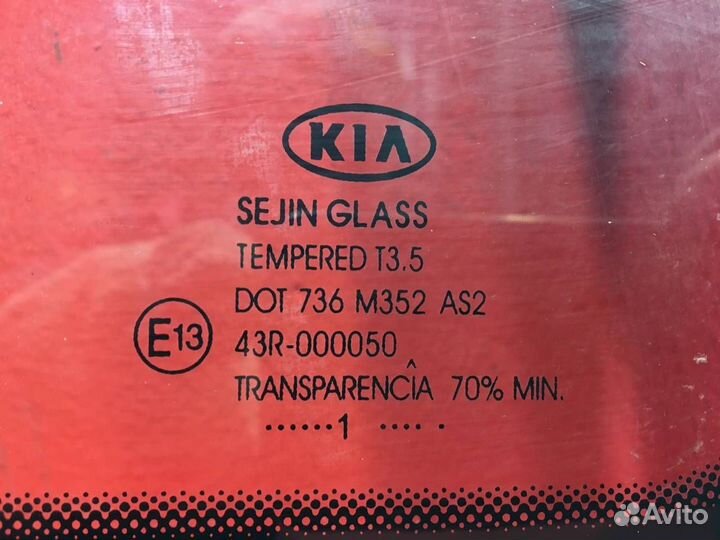 KIA
SEJIN GLASS
TEMPERED T3.5
DOT 736 M352 AS2
E13 43R-000050
TRANSPARENCÎA 70% MIN.
······1 ···· ·
Avito